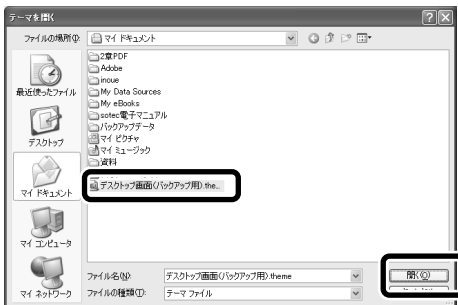 テーマを開く
ファイルの場所(I):
マイ ドキュメント
最近使ったファイル
デスクトップ
マイ ドキュメント
マイ コンピュータ
マイ ネットワーク
2章PDF
Adobe
inoue
My Data Sources
My eBooks
sotec電子マニュアル
バックアップデータ
マイ ピクチャ
マイ ミュージック
資料
デスクトップ画面(バックアップ用).the...
ファイル名(N):
デスクトップ画面(バックアップ用).theme
開く(O)
ファイルの種類(T):
テーマ ファイル